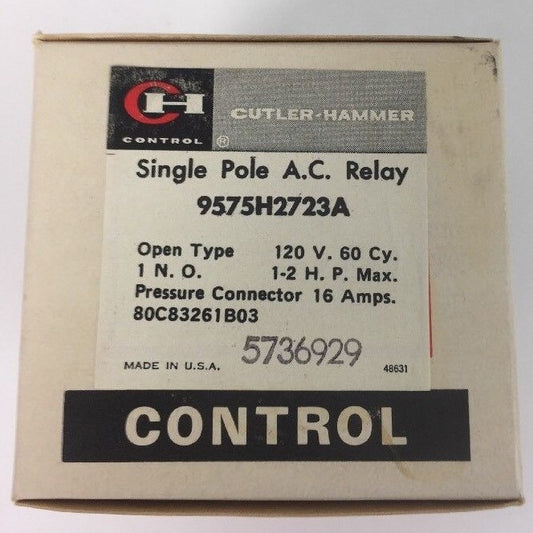 CH
CONTROL ®
CUTLER-HAMMER
Single Pole A.C. Relay
9575H2723A
Open Type 120 V. 60 Cy.
1 N. O. 1-2 H. P. Max.
Pressure Connector 16 Amps.
80C83261B03
5736929
MADE IN U.S.A. 48631
CONTROL